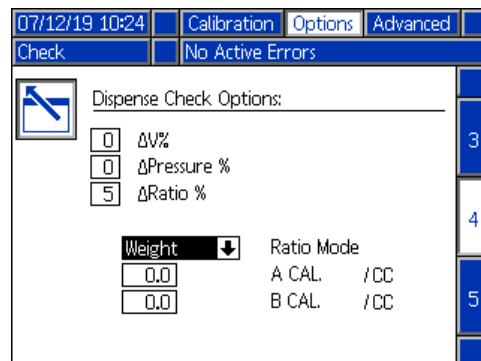 07/12/19 10:24 Calibration Options Advanced
Check No Active Errors
Dispense Check Options:
0 ΔV%
0 ΔPressure %
5 ΔRatio %
3
4
Weight Ratio Mode
0.0 A CAL. /CC
0.0 B CAL. /CC
5